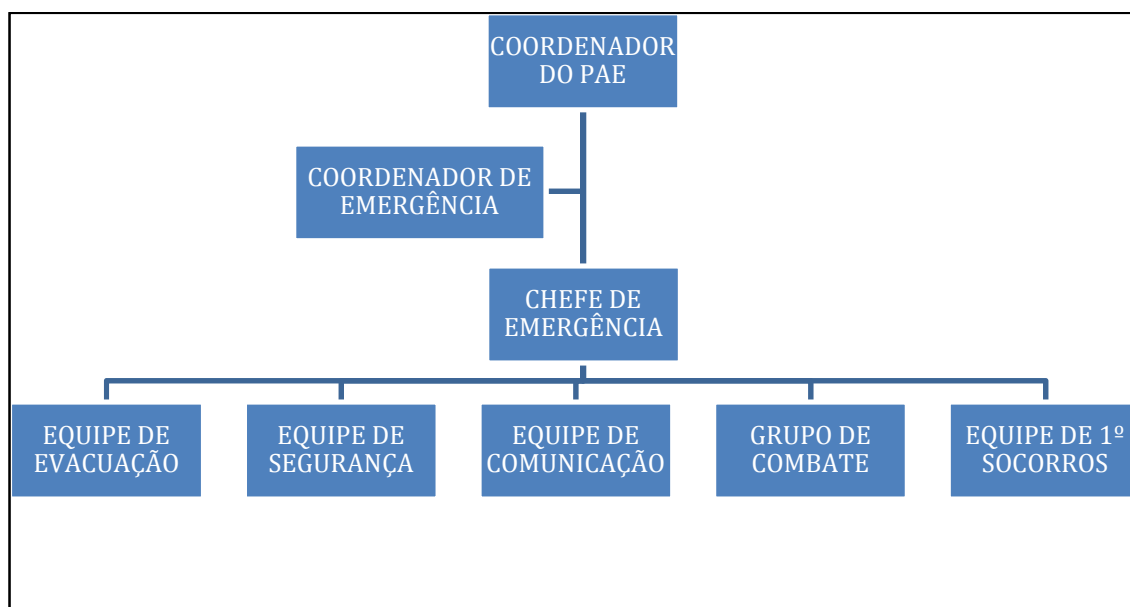 COORDENADOR
DO PAE
COORDENADOR DE
EMERGÊNCIA
CHEFE DE
EMERGÊNCIA
EQUIPE DE
EVACUAÇÃO
EQUIPE DE
SEGURANÇA
EQUIPE DE
COMUNICAÇÃO
GRUPO DE
COMBATE
EQUIPE DE 1º
SOCORROS